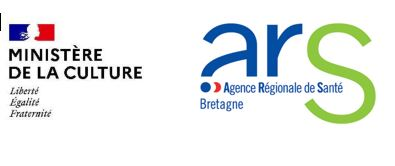 MINISTÈRE
DE LA CULTURE
Liberté
Égalité
Fraternité
ars
Agence Régionale de Santé
Bretagne